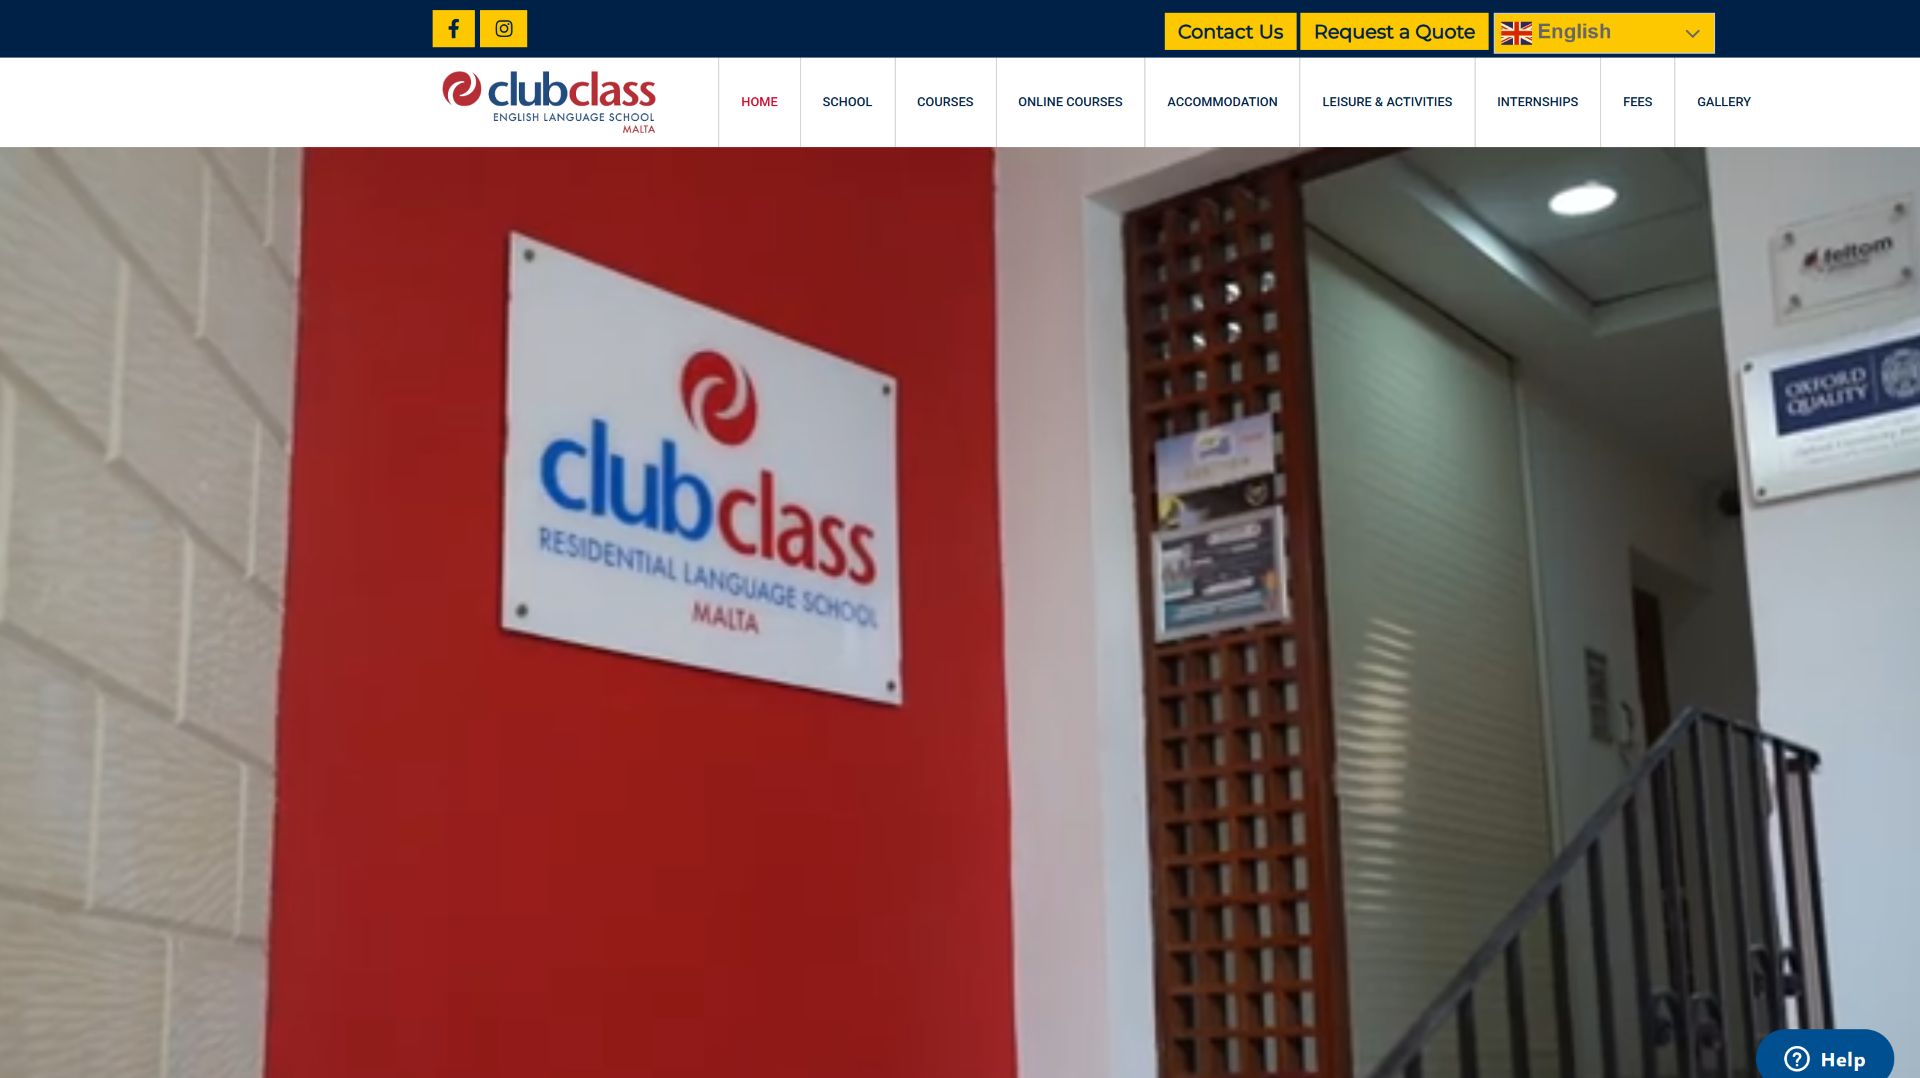 Contact Us
Request a Quote
English
clubclass
ENGLISH LANGUAGE SCHOOL
MALTA
HOME
SCHOOL
COURSES
ONLINE COURSES
ACCOMMODATION
LEISURE & ACTIVITIES
INTERNSHIPS
FEES
GALLERY
feltom
clubclass
RESIDENTIAL LANGUAGE SCHOOL
MALTA
OXFORD
QUALITY
Help